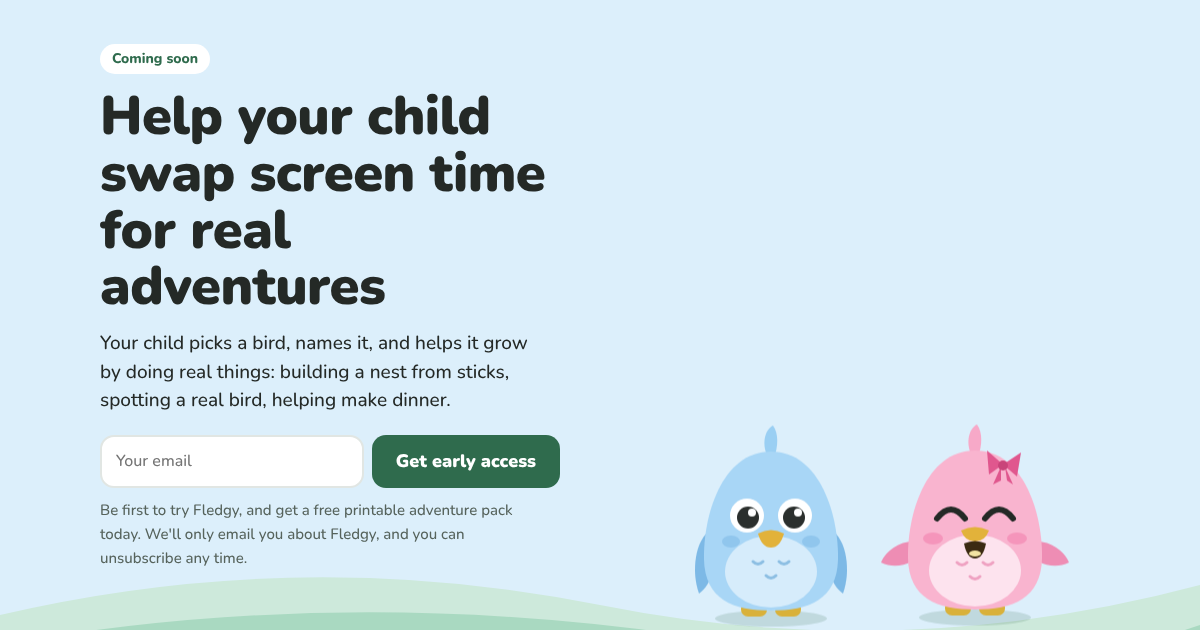 Coming soon
Help your child
swap screen time
for real
adventures
Your child picks a bird, names it, and helps it grow
by doing real things: building a nest from sticks,
spotting a real bird, helping make dinner.
Your email
Get early access
Be first to try Fledgy, and get a free printable adventure pack
today. We'll only email you about Fledgy, and you can
unsubscribe any time.